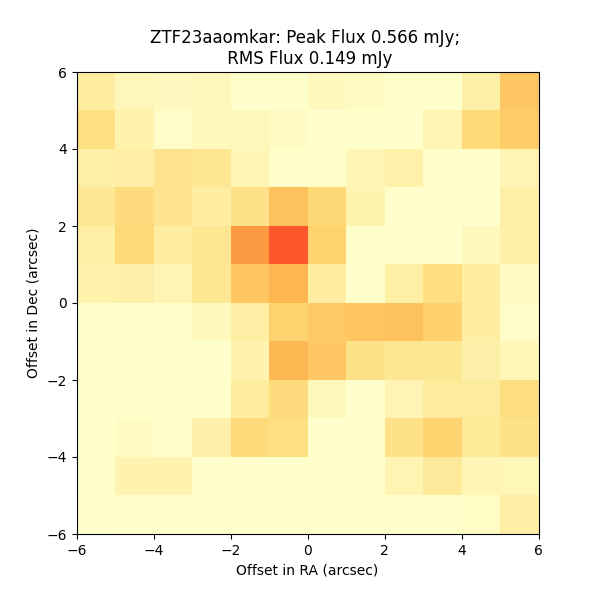 ZTF23aaomkar: Peak Flux 0.566 mJy;
RMS Flux 0.149 mJy
6
4
2
0
−2
−4
−6
Offset in Dec (arcsec)
−6 −4 −2 0 2 4 6
Offset in RA (arcsec)